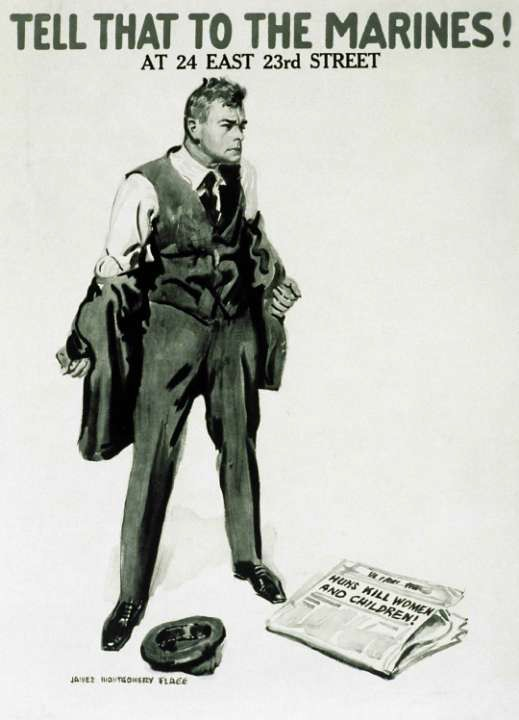 TELL THAT TO THE MARINES!
AT 24 EAST 23rd STREET
HUNS KILL WOMEN
AND CHILDREN!
JAMES MONTGOMERY FLAGG